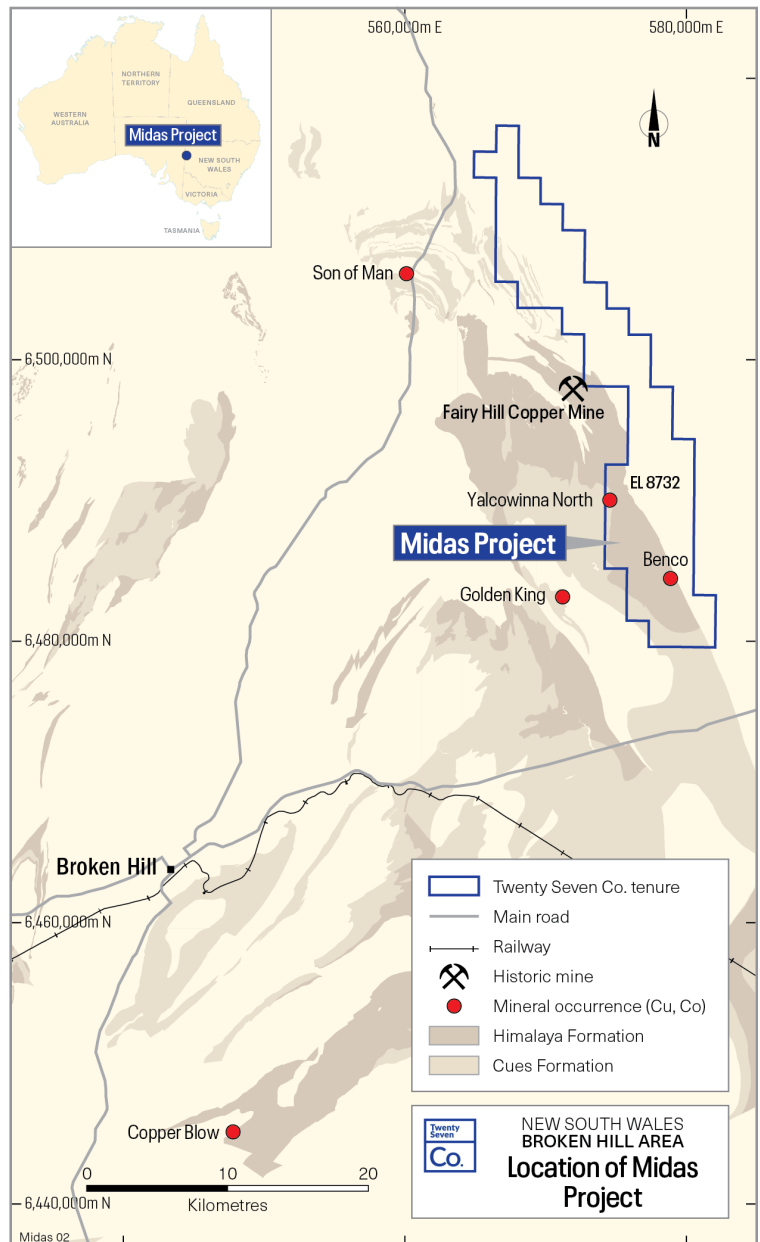 560,000m E
580,000m E
NORTHERN
TERRITORY
QUEENSLAND
WESTERN
AUSTRALIA
Midas Project
NEW SOUTH
WALES
VICTORIA
TASMANIA
N
Son of Man
6,500,000m N
Fairy Hill Copper Mine
EL 8732
Yalcowinna North
Midas Project
Benco
Golden King
6,480,000m N
Broken Hill
6,460,000m N
Twenty Seven Co. tenure
Main road
Railway
Historic mine
Mineral occurrence (Cu, Co)
Himalaya Formation
Cues Formation
Copper Blow
Twenty
Seven
Co.
NEW SOUTH WALES
BROKEN HILL AREA
Location of Midas
Project
0 10 20
Kilometres
6,440,000m N
Midas 02